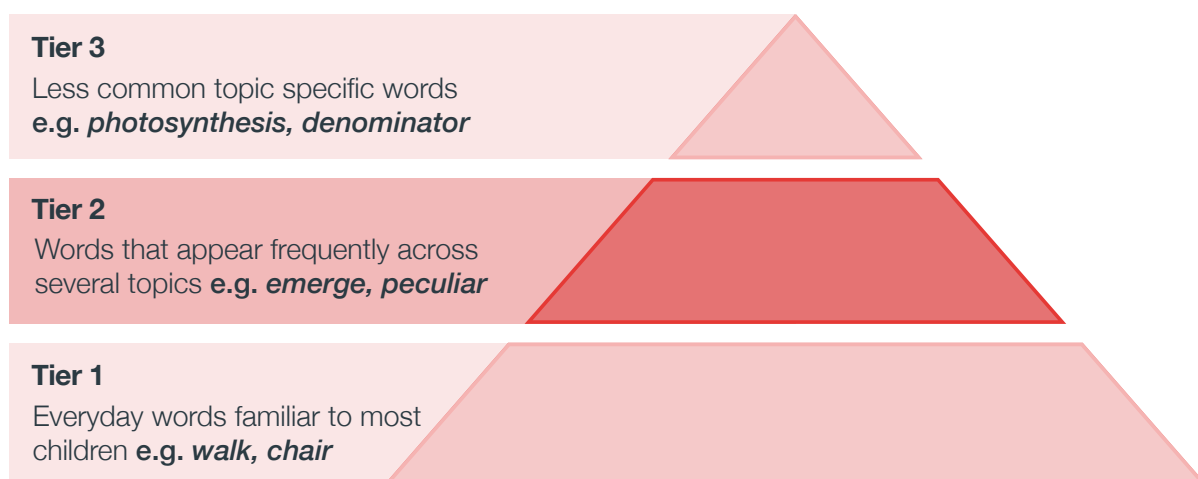 Tier 3
Less common topic specific words
e.g. photosynthesis, denominator
Tier 2
Words that appear frequently across
several topics e.g. emerge, peculiar
Tier 1
Everyday words familiar to most
children e.g. walk, chair